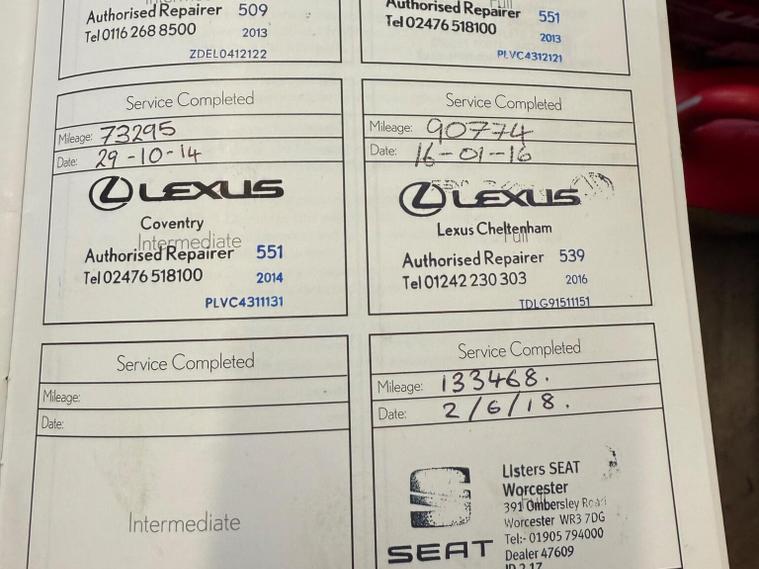 Intermediate
Authorised Repairer 509
Tel 0116 268 8500 2013
ZDEL0412122
Full
Authorised Repairer 551
Tel 02476 518100 2013
PLVC4312121
Service Completed
Mileage: 73295
Date: 29-10-14
LEXUS
Coventry
Intermediate
Authorised Repairer 551
Tel 02476 518100 2014
PLVC4311131
Service Completed
Mileage: 90774
Date: 16-01-16
LEXUS
Lexus Cheltenham
Full
Authorised Repairer 539
Tel 01242 230 303 2016
TDLG91511151
Service Completed
Mileage:
Date:
Intermediate
Service Completed
Mileage: 133468.
Date: 2/6/18.
SEAT
Listers SEAT
Worcester
Full
391 Ombersley Road
Worcester WR3 7DG
Tel:- 01905 794000
Dealer 47609